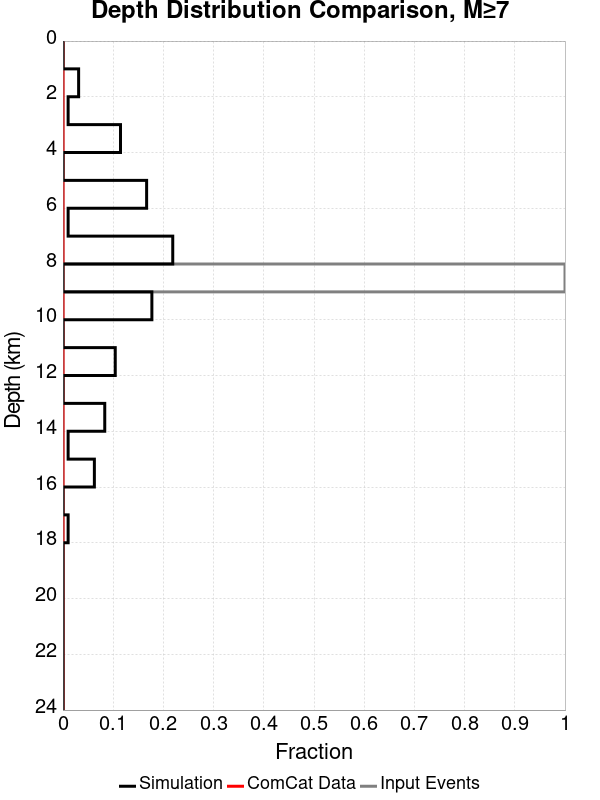 Depth Distribution Comparison, M≥7
0
2
4
6
8
10
12
14
16
18
20
22
24
Depth (km)
0 0.1 0.2 0.3 0.4 0.5 0.6 0.7 0.8 0.9 1
Fraction
Simulation ComCat Data Input Events